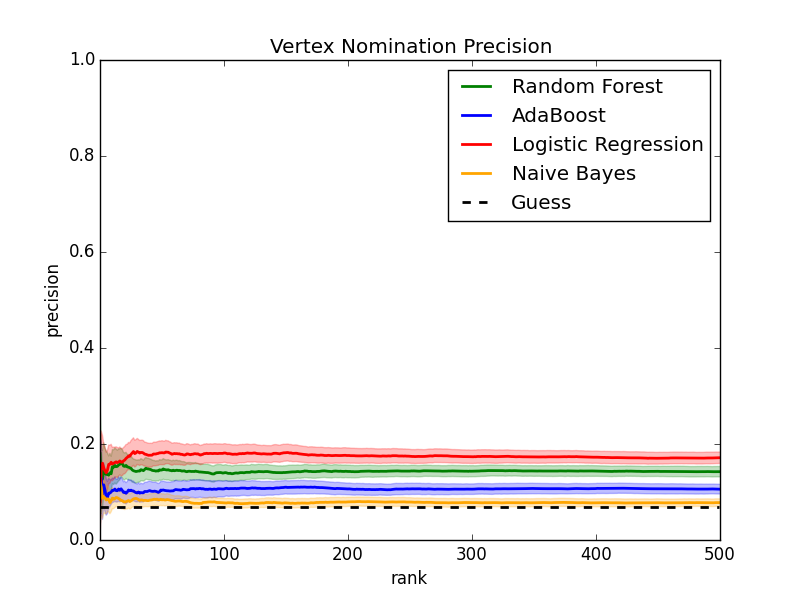 Vertex Nomination Precision
1.0
0.8
0.6
0.4
0.2
0.0
precision
Random Forest
AdaBoost
Logistic Regression
Naive Bayes
Guess
0
100
200
300
400
500
rank